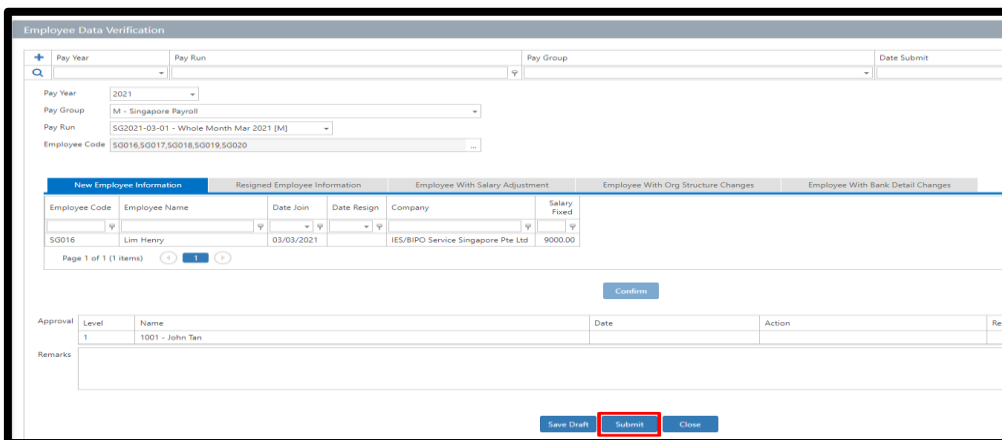 Employee Data Verification
Pay Year Pay Run Pay Group Date Submit
Pay Year 2021
Pay Group M - Singapore Payroll
Pay Run SG2021-03-01 - Whole Month Mar 2021 [M]
Employee Code SG016,SG017,SG018,SG019,SG020 ...
New Employee Information Resigned Employee Information Employee With Salary Adjustment Employee With Org Structure Changes Employee With Bank Detail Changes
Employee Code Employee Name Date Join Date Resign Company Salary Fixed
SG016 Lim Henry 03/03/2021 IES/BIPO Service Singapore Pte Ltd 9000.00
Page 1 of 1 (1 items) 1
Confirm
Approval Level Name Date Action Re
1 1001 - John Tan
Remarks
Save Draft Submit Close